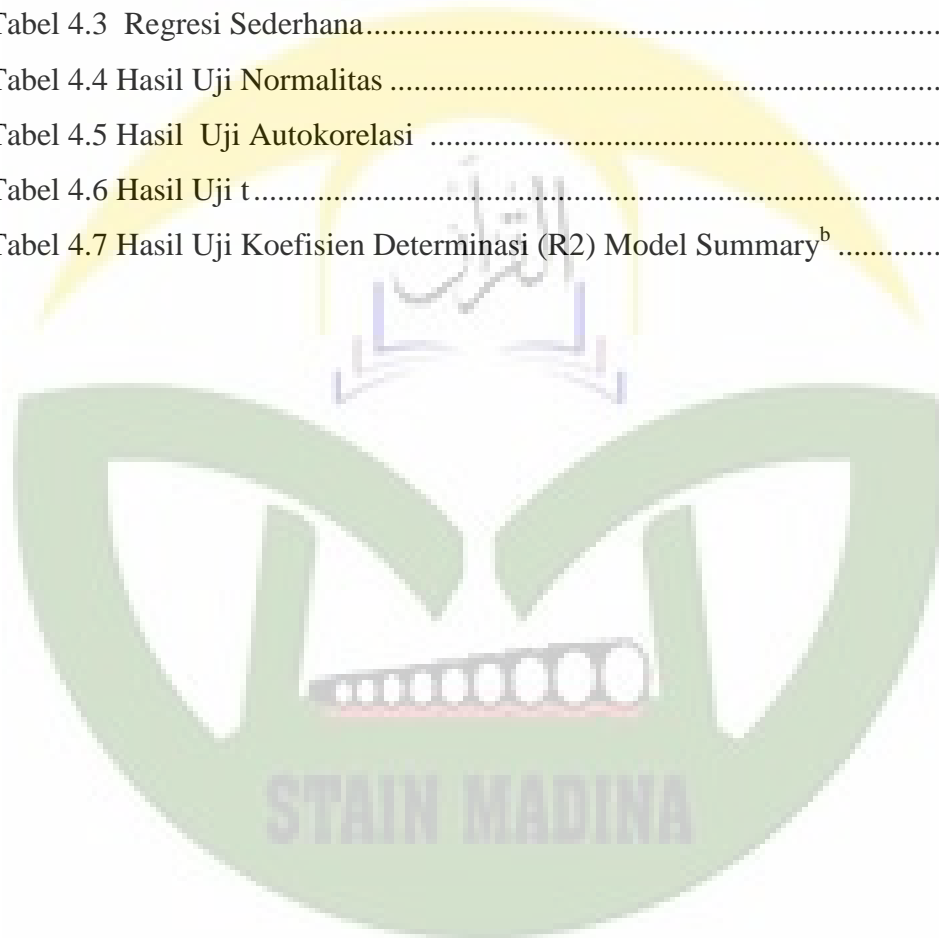 Tabel 4.3  Regresi Sederhana
Tabel 4.4 Hasil Uji Normalitas
Tabel 4.5 Hasil  Uji Autokorelasi
Tabel 4.6 Hasil Uji t
Tabel 4.7 Hasil Uji Koefisien Determinasi (R2) Model Summaryᵇ
القرآن
STAIN MADINA